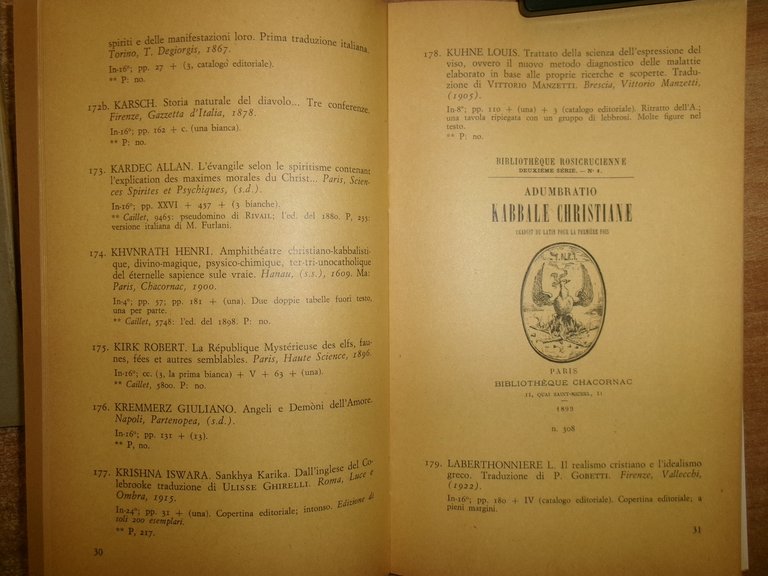 spiriti e delle manifestazioni loro. Prima traduzione italiana.
Torino, T. Degiorgis, 1867.
In-16°; pp. 27 + (3, catalogo editoriale).
** P: no.
172b. KARSCH. Storia naturale del diavolo... Tre conferenze.
Firenze, Gazzetta d'Italia, 1878.
In-16°; pp. 162 + c. (una bianca).
** P: no.
173. KARDEC ALLAN. L'évangile selon le spiritisme contenant
l'explication des maximes morales du Christ... Paris, Scien-
ces Spirites et Psychiques, (s.d.).
In-16°; pp. XXVI + 457 + (3 bianche).
** Caillet, 9465: pseudomino di RIVAIL; l'ed. del 1880. P, 255:
versione italiana di M. Furlani.
174. KHVNRATH HENRI. Amphithéatre christiano-kabbalisti-
que, divino-magique, psysico-chimique, ter-tri-unocatholique
del éternelle sapience sule vraie. Hanau, (s.s.), 1609. Ma:
Paris, Chacornac, 1900.
In-4°; pp. 57; pp. 181 + (una). Due doppie tabelle fuori testo,
una per parte.
** Caillet, 5748: l'ed. del 1898. P: no.
175. KIRK ROBERT. La République Mystérieuse des elfs, fau-
nes, fées et autres semblables. Paris, Haute Science, 1896.
In-16°; cc. (3, la prima bianca) + V + 63 + (una).
** Caillet, 5800. P: no.
176. KREMMERZ GIULIANO. Angeli e Demòni dell'Amore.
Napoli, Partenopea, (s.d.).
In-16°; pp. 131 + (13).
** P, no.
177. KRISHNA ISWARA. Sankhya Karika. Dall'inglese del Co-
lebrooke traduzione di ULISSE GHIRELLI. Roma, Luce e
Ombra, 1915.
In-24°; pp. 31 + (una). Copertina editoriale; intonso. Edizione di
soli 200 esemplari.
** P, 217.
30
178. KUHNE LOUIS. Trattato della scienza dell'espressione del
viso, ovvero il nuovo metodo diagnostico delle malattie
elaborato in base alle proprie ricerche e scoperte. Tradu-
zione di VITTORIO MANZETTI. Brescia, Vittorio Manzetti,
(1905).
In-8°; pp. 110 + (una) + 3 (catalogo editoriale). Ritratto dell'A.;
una tavola ripiegata con un gruppo di lebbrosi. Molte figure nel
testo.
** P: no.
BIBLIOTHÈQUE ROSICRUCIENNE
DEUXIÈME SÉRIE. — N° 1.
ADUMBRATIO
KABBALÆ CHRISTIANÆ
TRADUIT DU LATIN POUR LA PREMIÈRE FOIS
I.N.R.I.
PARIS
BIBLIOTHÈQUE CHACORNAC
11, QUAI SAINT-MICHEL, 11
1899
n. 308
179. LABERTHONNIERE L. Il realismo cristiano e l'idealismo
greco. Traduzione di P. GOBETTI. Firenze, Vallecchi,
(1922).
In-16°; pp. 180 + IV (catalogo editoriale). Copertina editoriale; a
pieni margini.
31